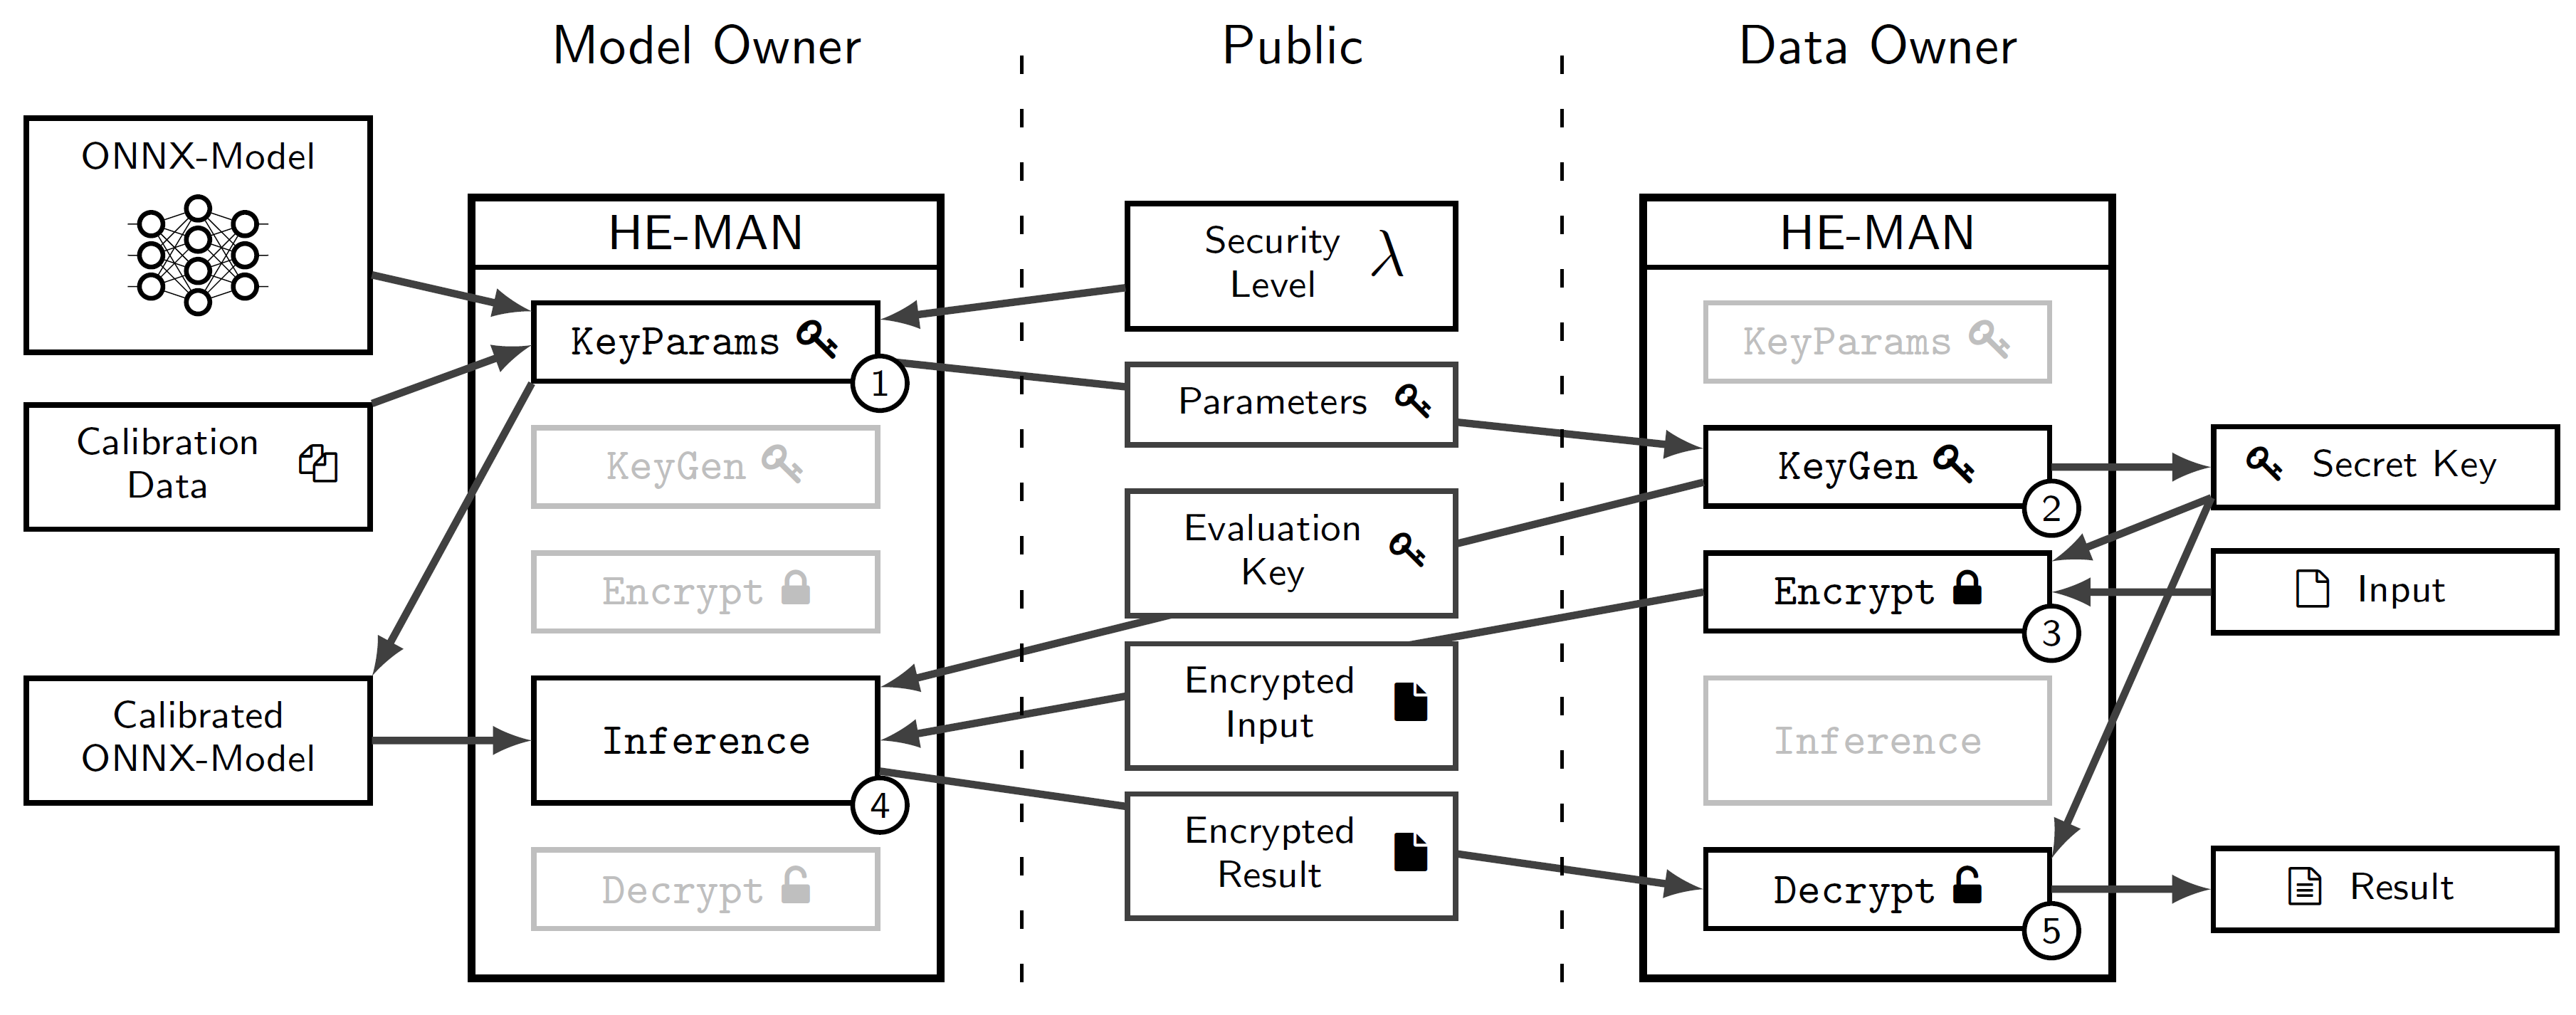 Model Owner
Public
Data Owner
ONNX-Model
Calibration
Data
Calibrated
ONNX-Model
HE-MAN
KeyParams
1
KeyGen
Encrypt
Inference
4
Decrypt
Security
Level
λ
Parameters
Evaluation
Key
Encrypted
Input
Encrypted
Result
HE-MAN
KeyParams
KeyGen
2
Encrypt
3
Inference
Decrypt
5
Secret Key
Input
Result